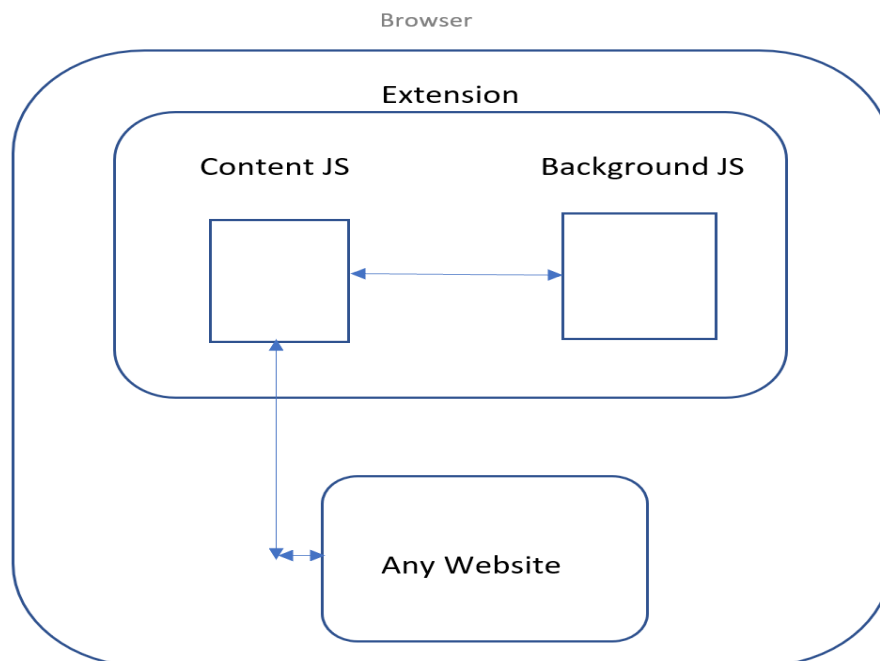 Browser
Extension
Content JS
Background JS
Any Website